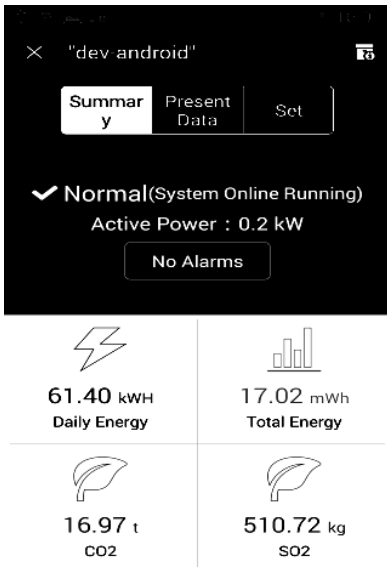 "dev-android"
Summar
y
Present
Data
Set
Normal(System Online Running)
Active Power : 0.2 kW
No Alarms
61.40 kWH
Daily Energy
17.02 mWh
Total Energy
16.97 t
CO2
510.72 kg
SO2